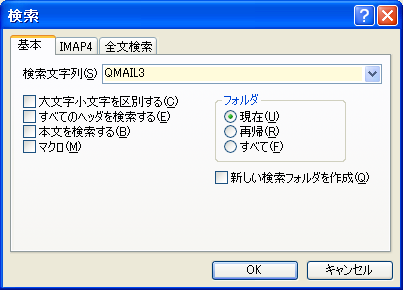 検索
基本 IMAP4 全文検索
検索文字列(S) QMAIL3
大文字小文字を区別する(C)
すべてのヘッダを検索する(E)
本文を検索する(B)
マクロ(M)
フォルダ
現在(U)
再帰(R)
すべて(F)
新しい検索フォルダを作成(Q)
OK キャンセル